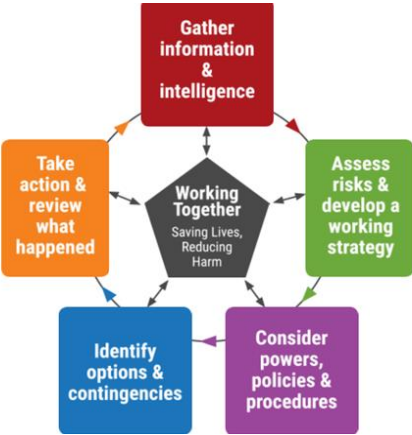 Gather
information
&
intelligence
Assess
risks &
develop a
working
strategy
Consider
powers,
policies &
procedures
Identify
options &
contingencies
Take
action &
review
what
happened
Working
Together
Saving Lives,
Reducing
Harm